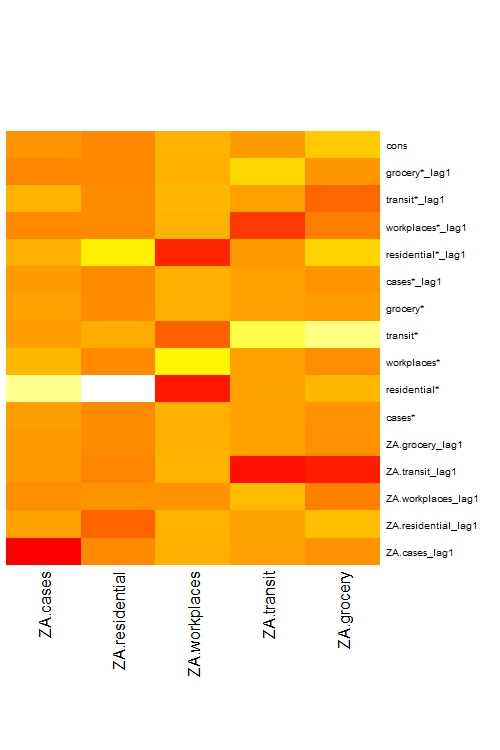 cons
grocery*_lag1
transit*_lag1
workplaces*_lag1
residential*_lag1
cases*_lag1
grocery*
transit*
workplaces*
residential*
cases*
ZA.grocery_lag1
ZA.transit_lag1
ZA.workplaces_lag1
ZA.residential_lag1
ZA.cases_lag1
ZA.cases
ZA.residential
ZA.workplaces
ZA.transit
ZA.grocery